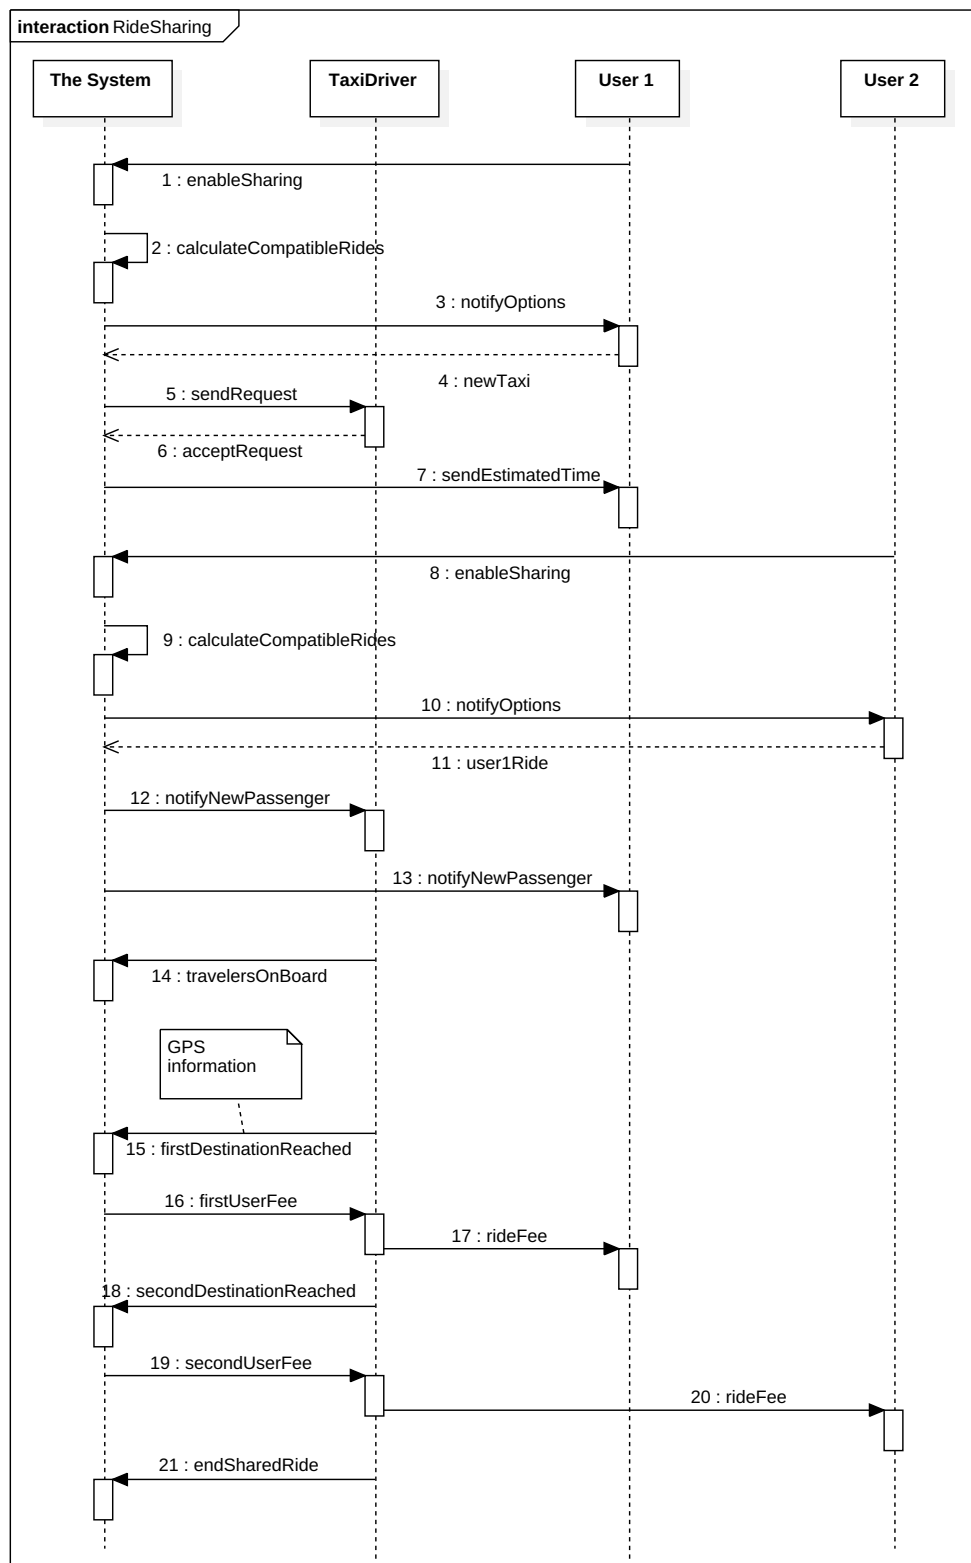 interaction RideSharing
The System
TaxiDriver
User 1
User 2
1 : enableSharing
2 : calculateCompatibleRides
3 : notifyOptions
4 : newTaxi
5 : sendRequest
6 : acceptRequest
7 : sendEstimatedTime
8 : enableSharing
9 : calculateCompatibleRides
10 : notifyOptions
11 : user1Ride
12 : notifyNewPassenger
13 : notifyNewPassenger
14 : travelersOnBoard
GPS
information
15 : firstDestinationReached
16 : firstUserFee
17 : rideFee
18 : secondDestinationReached
19 : secondUserFee
20 : rideFee
21 : endSharedRide